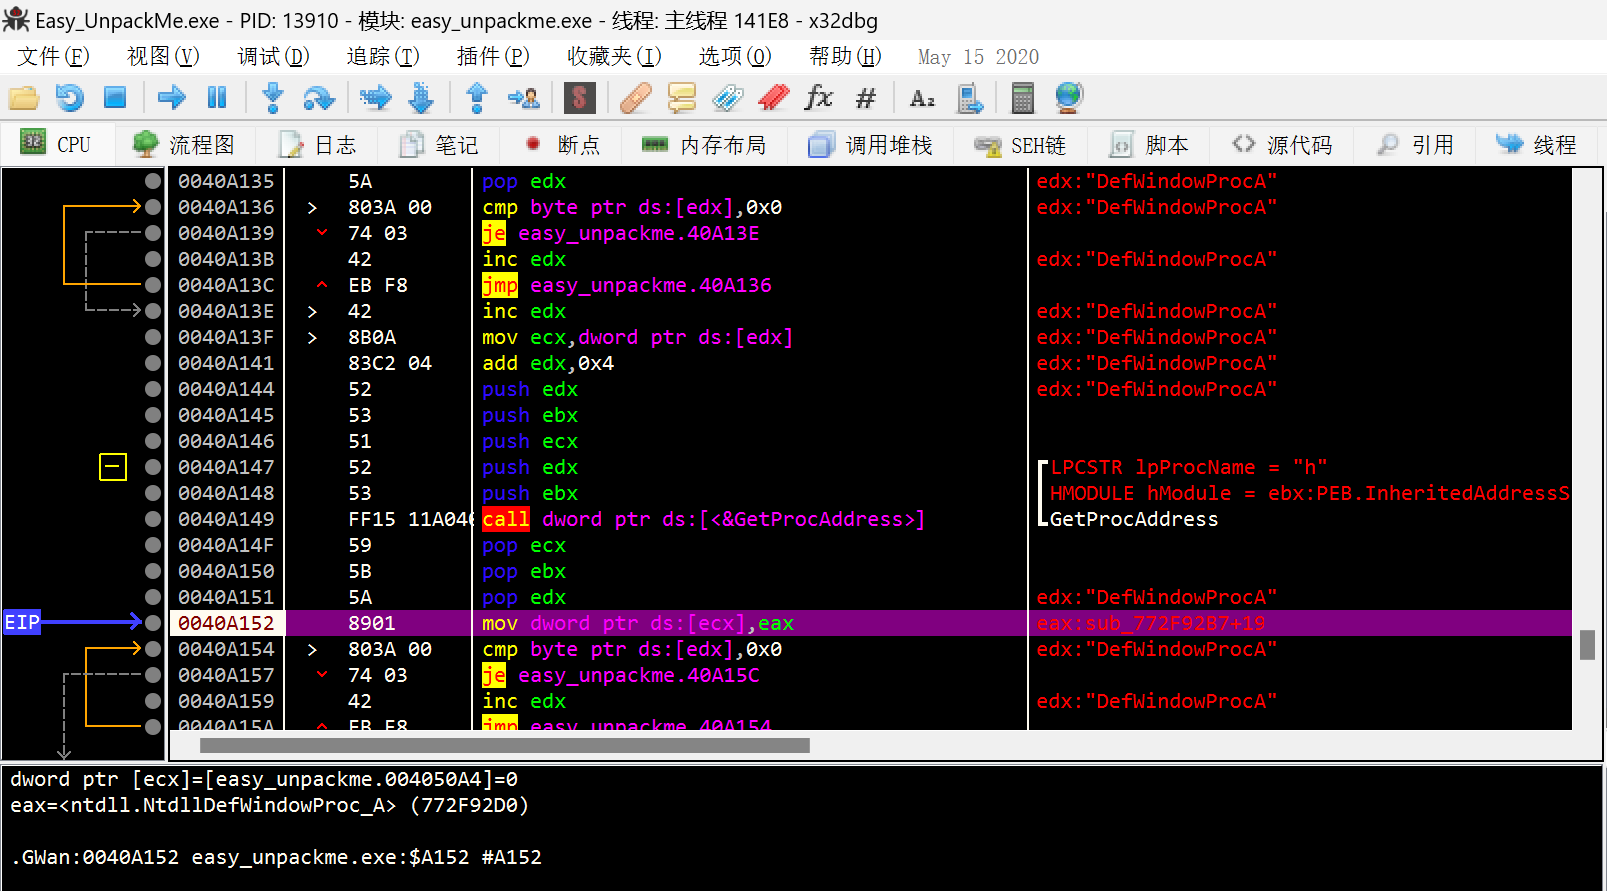 Easy_UnpackMe.exe - PID: 13910 - 模块: easy_unpackme.exe - 线程: 主线程 141E8 - x32dbg
文件(F) 视图(V) 调试(D) 追踪(T) 插件(P) 收藏夹(I) 选项(O) 帮助(H) May 15 2020
S fx # Az
CPU 流程图 日志 笔记 断点 内存布局 调用堆栈 SEH链 脚本 源代码 引用 线程
0040A135 5A pop edx edx:"DefWindowProcA"
0040A136 > 803A 00 cmp byte ptr ds:[edx],0x0 edx:"DefWindowProcA"
0040A139 74 03 je easy_unpackme.40A13E
0040A13B 42 inc edx edx:"DefWindowProcA"
0040A13C EB F8 jmp easy_unpackme.40A136
0040A13E > 42 inc edx edx:"DefWindowProcA"
0040A13F > 8B0A mov ecx,dword ptr ds:[edx] edx:"DefWindowProcA"
0040A141 83C2 04 add edx,0x4 edx:"DefWindowProcA"
0040A144 52 push edx edx:"DefWindowProcA"
0040A145 53 push ebx
0040A146 51 push ecx
0040A147 52 push edx LPCSTR lpProcName = "h"
0040A148 53 push ebx HMODULE hModule = ebx:PEB.InheritedAddressS
0040A149 FF15 11A040 call dword ptr ds:[<&GetProcAddress>] GetProcAddress
0040A14F 59 pop ecx
0040A150 5B pop ebx
0040A151 5A pop edx edx:"DefWindowProcA"
EIP 0040A152 8901 mov dword ptr ds:[ecx],eax eax:sub_772F92B7+19
0040A154 > 803A 00 cmp byte ptr ds:[edx],0x0 edx:"DefWindowProcA"
0040A157 74 03 je easy_unpackme.40A15C
0040A159 42 inc edx edx:"DefWindowProcA"
0040A15A EB F8 jmp easy_unpackme.40A154
dword ptr [ecx]=[easy_unpackme.004050A4]=0
eax=<ntdll.NtdllDefWindowProc_A> (772F92D0)
.GWan:0040A152 easy_unpackme.exe:$A152 #A152